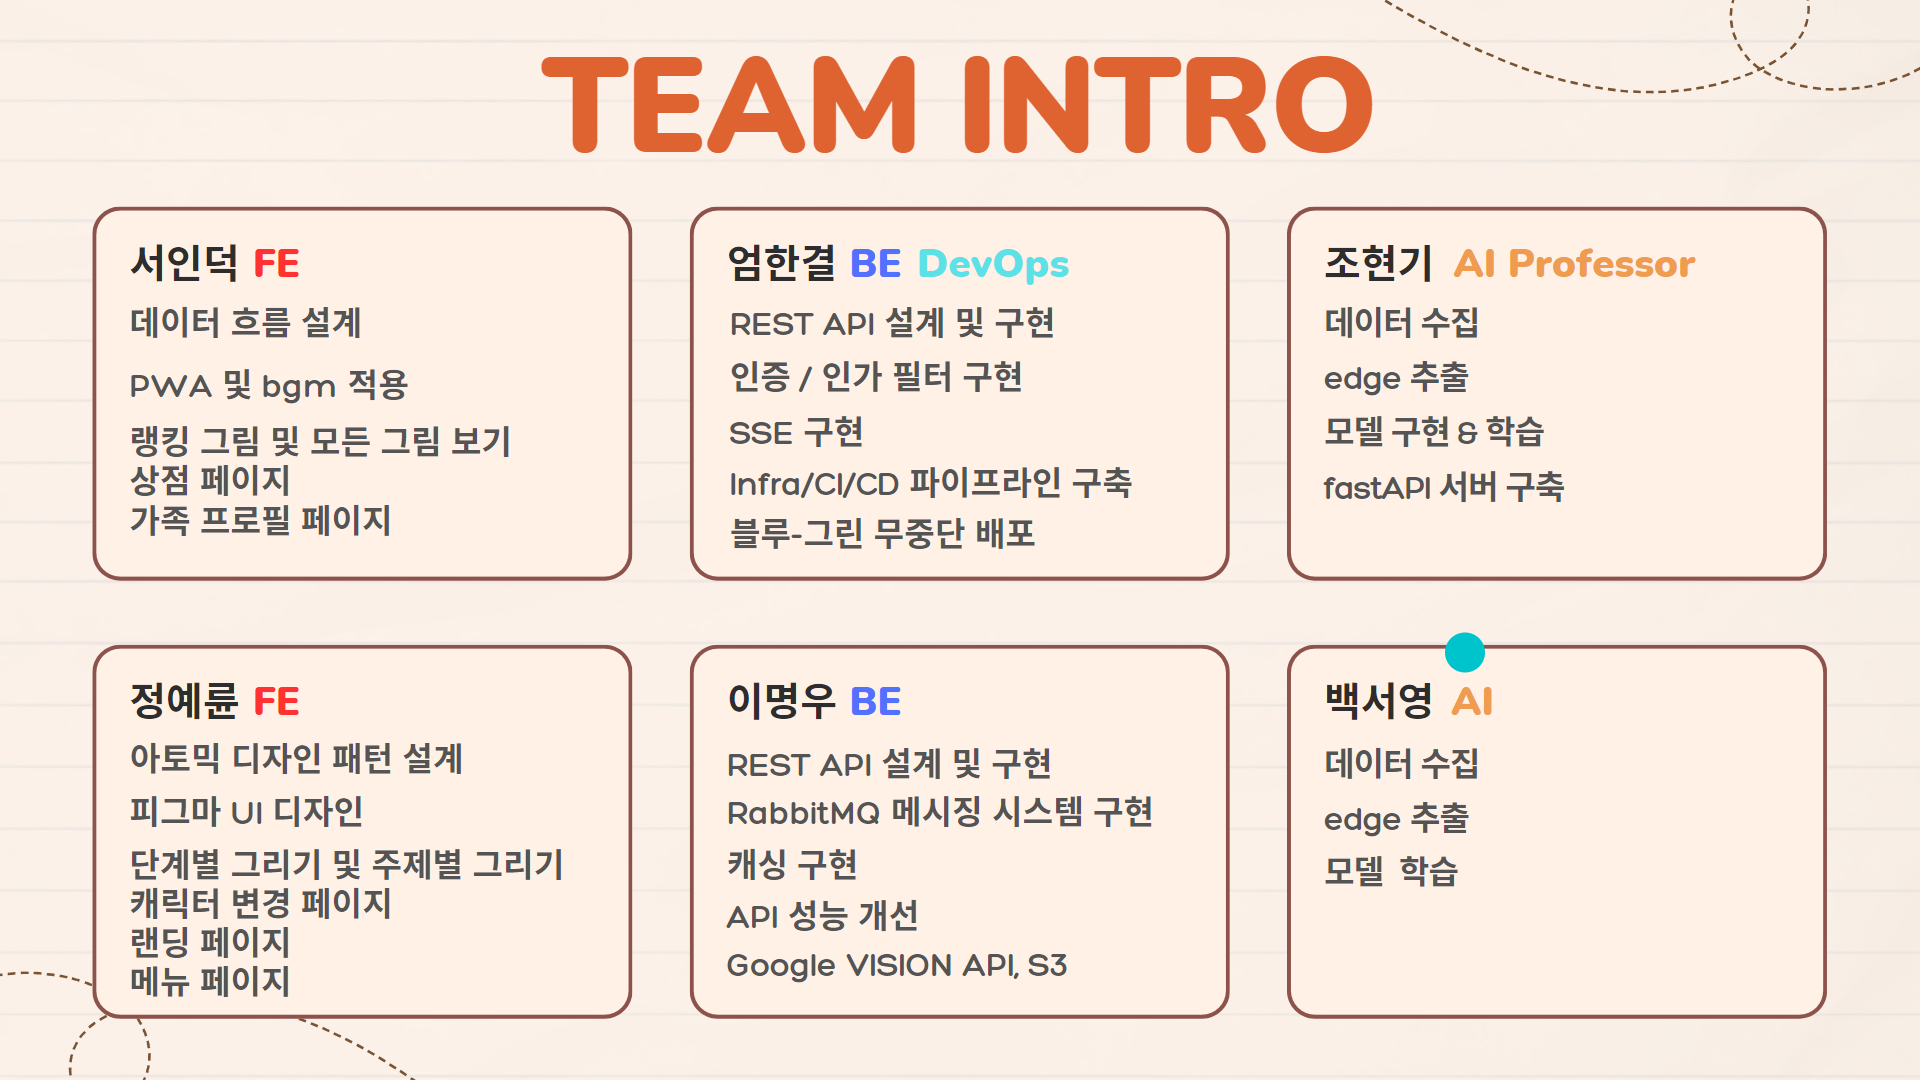 TEAM INTRO
서인덕 FE
데이터 흐름 설계
PWA 및 bgm 적용
랭킹 그림 및 모든 그림 보기
상점 페이지
가족 프로필 페이지
엄한결 BE DevOps
REST API 설계 및 구현
인증 / 인가 필터 구현
SSE 구현
Infra/CI/CD 파이프라인 구축
블루-그린 무중단 배포
조현기 AI Professor
데이터 수집
edge 추출
모델 구현 & 학습
fastAPI 서버 구축
정예륜 FE
아토믹 디자인 패턴 설계
피그마 UI 디자인
단계별 그리기 및 주제별 그리기
캐릭터 변경 페이지
랜딩 페이지
메뉴 페이지
이명우 BE
REST API 설계 및 구현
RabbitMQ 메시징 시스템 구현
캐싱 구현
API 성능 개선
Google VISION API, S3
백서영 AI
데이터 수집
edge 추출
모델 학습